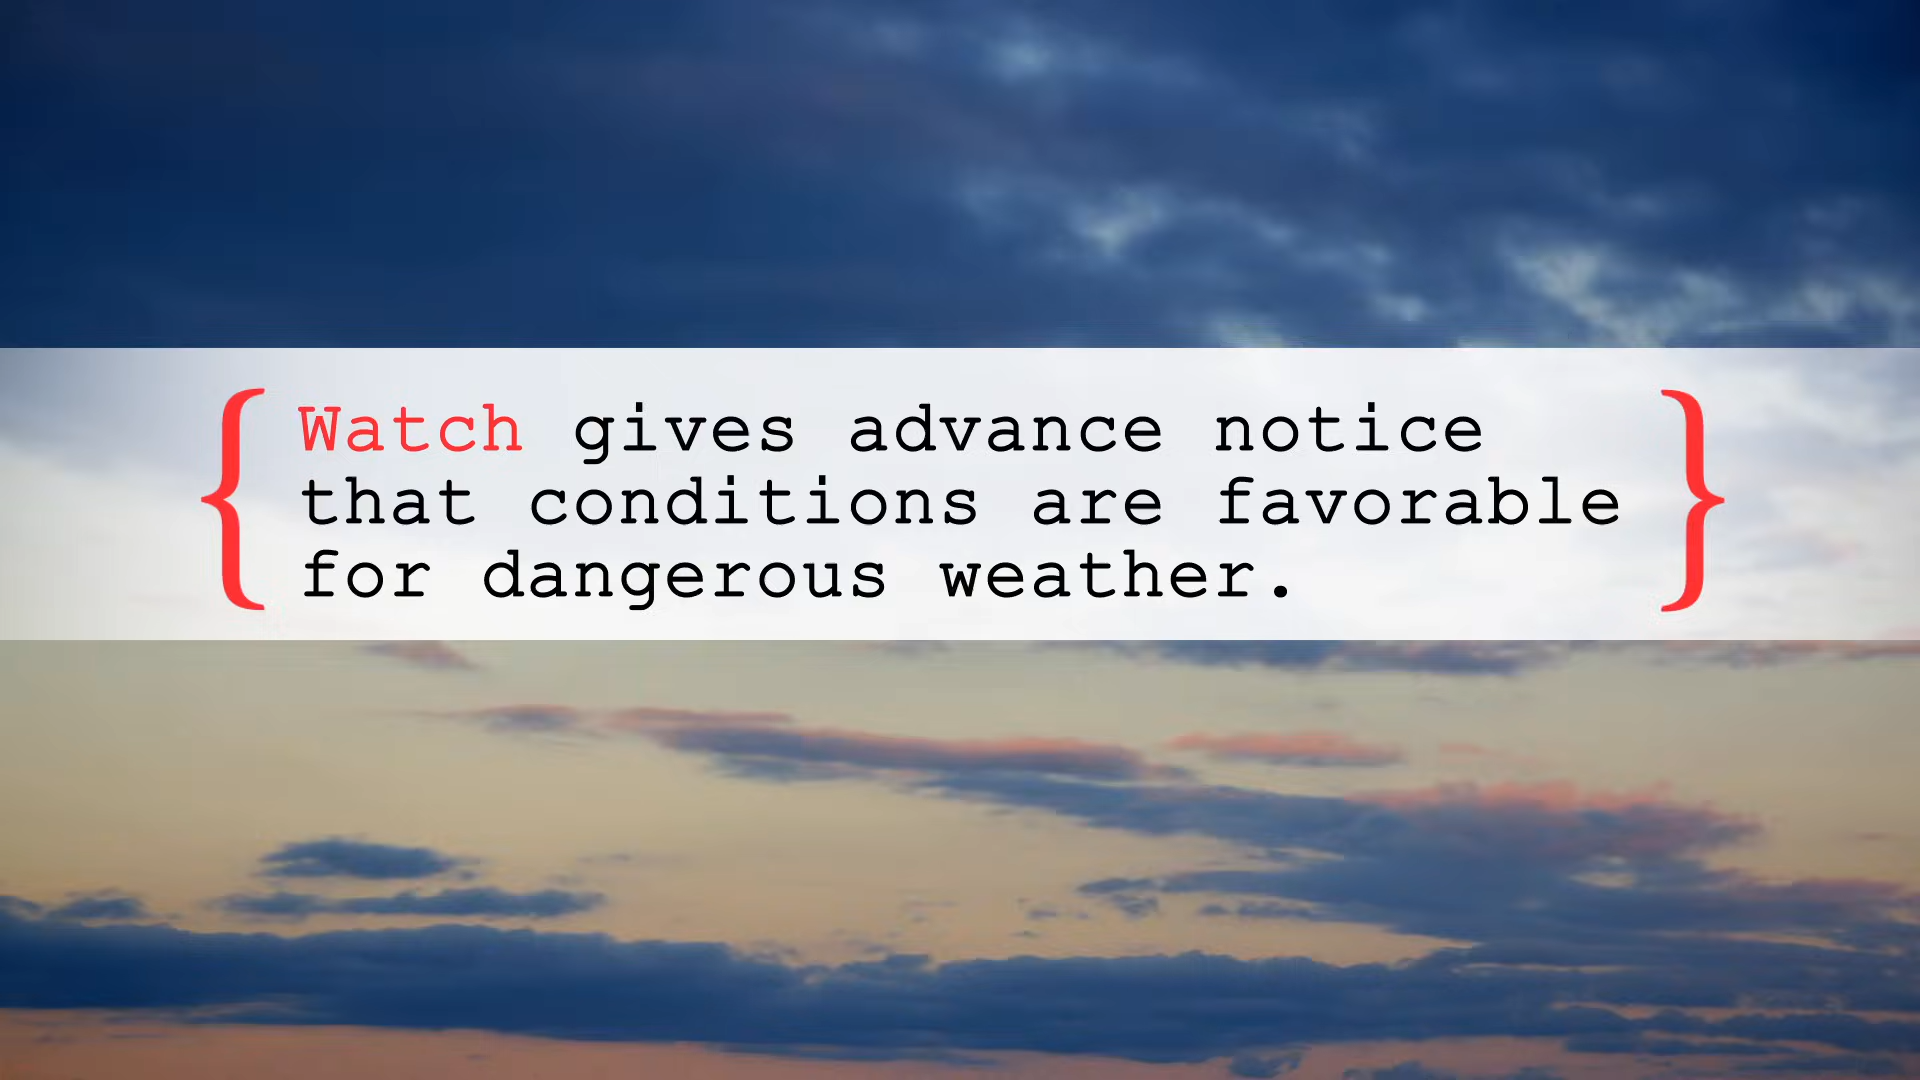 { Watch gives advance notice }
that conditions are favorable
for dangerous weather.